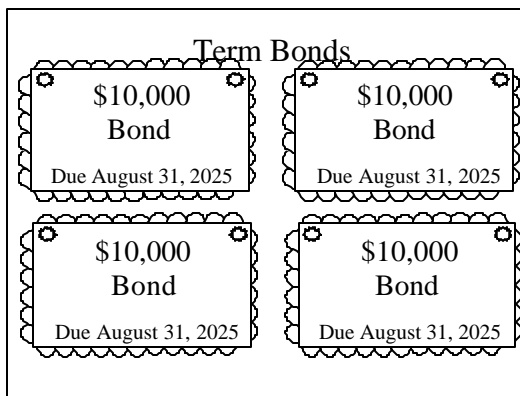 Term Bonds
$10,000
Bond
Due August 31, 2025
$10,000
Bond
Due August 31, 2025
$10,000
Bond
Due August 31, 2025
$10,000
Bond
Due August 31, 2025